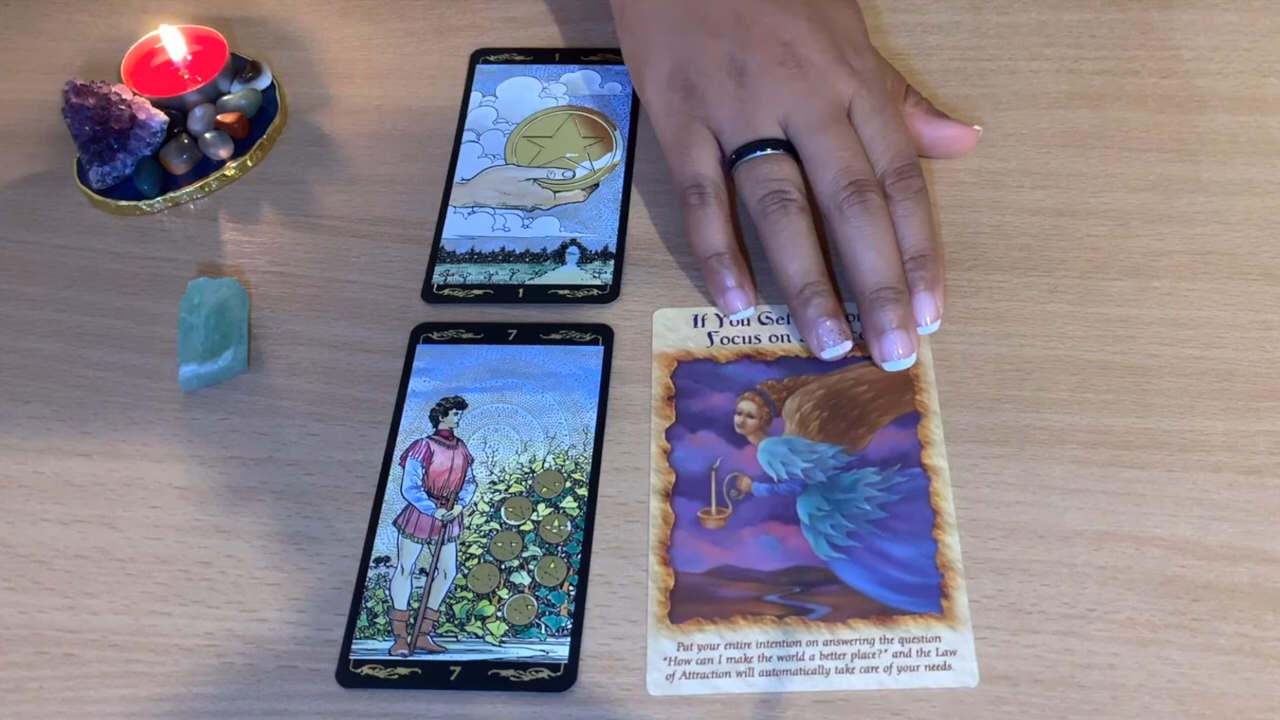 1
1
7
7
If You Get
Focus on
Put your entire intention on answering the question
"How can I make the world a better place?" and the Law
of Attraction will automatically take care of your needs.